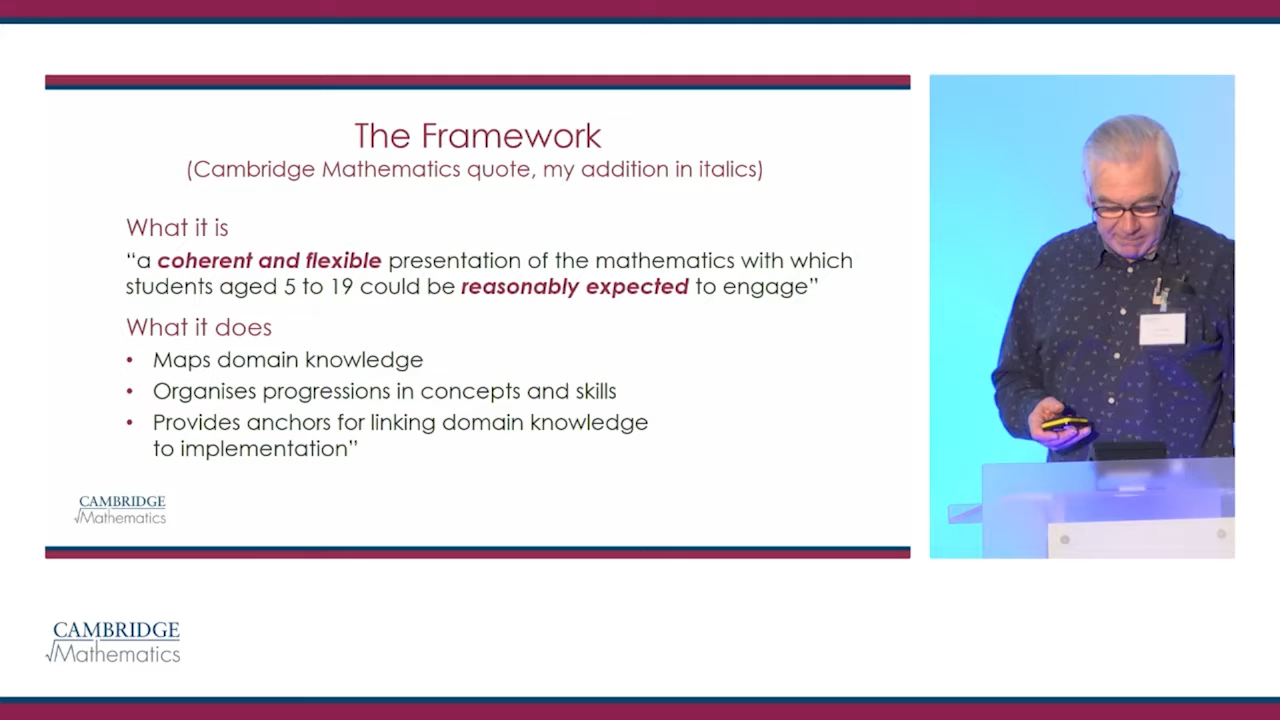 The Framework
(Cambridge Mathematics quote, my addition in italics)
What it is
“a coherent and flexible presentation of the mathematics with which
students aged 5 to 19 could be reasonably expected to engage”
What it does
• Maps domain knowledge
• Organises progressions in concepts and skills
• Provides anchors for linking domain knowledge
to implementation”
CAMBRIDGE
Mathematics
CAMBRIDGE
Mathematics